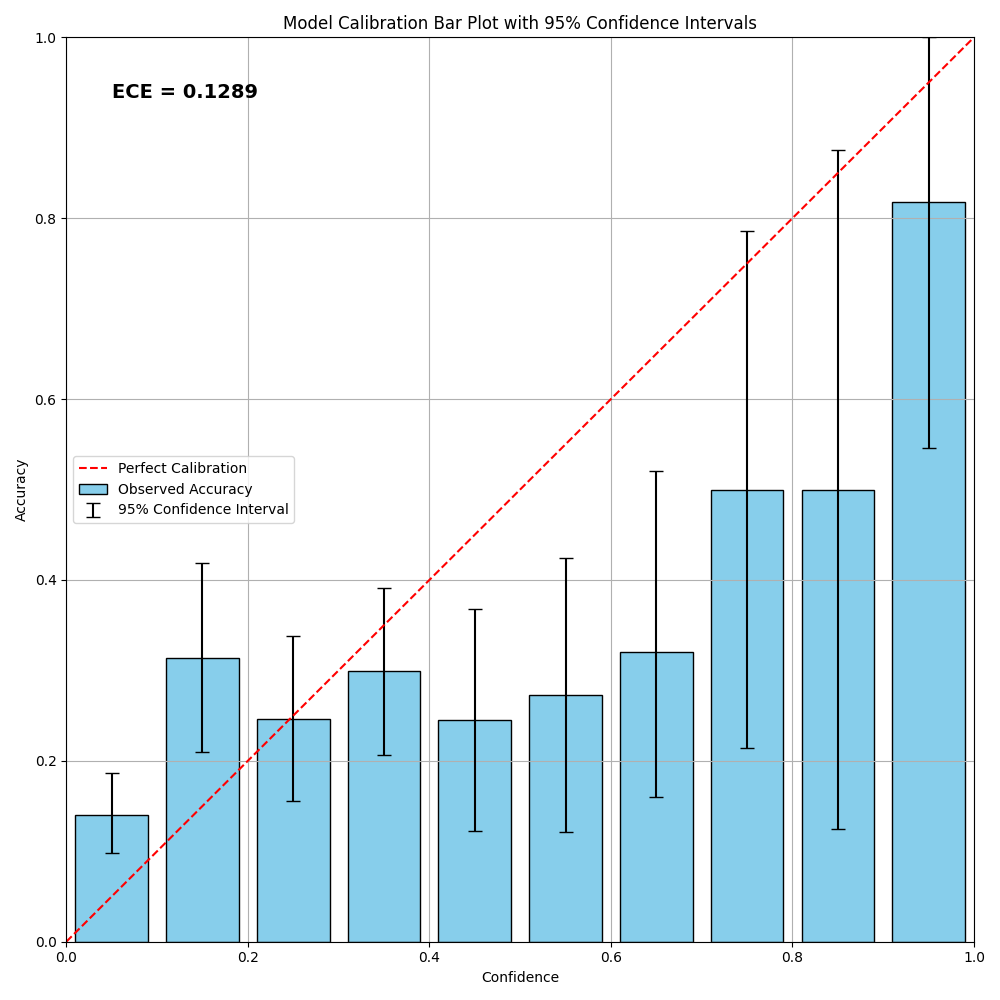 Model Calibration Bar Plot with 95% Confidence Intervals
ECE = 0.1289
Accuracy
1.0
0.8
0.6
0.4
0.2
0.0
Perfect Calibration
Observed Accuracy
95% Confidence Interval
0.0 0.2 0.4 0.6 0.8 1.0
Confidence